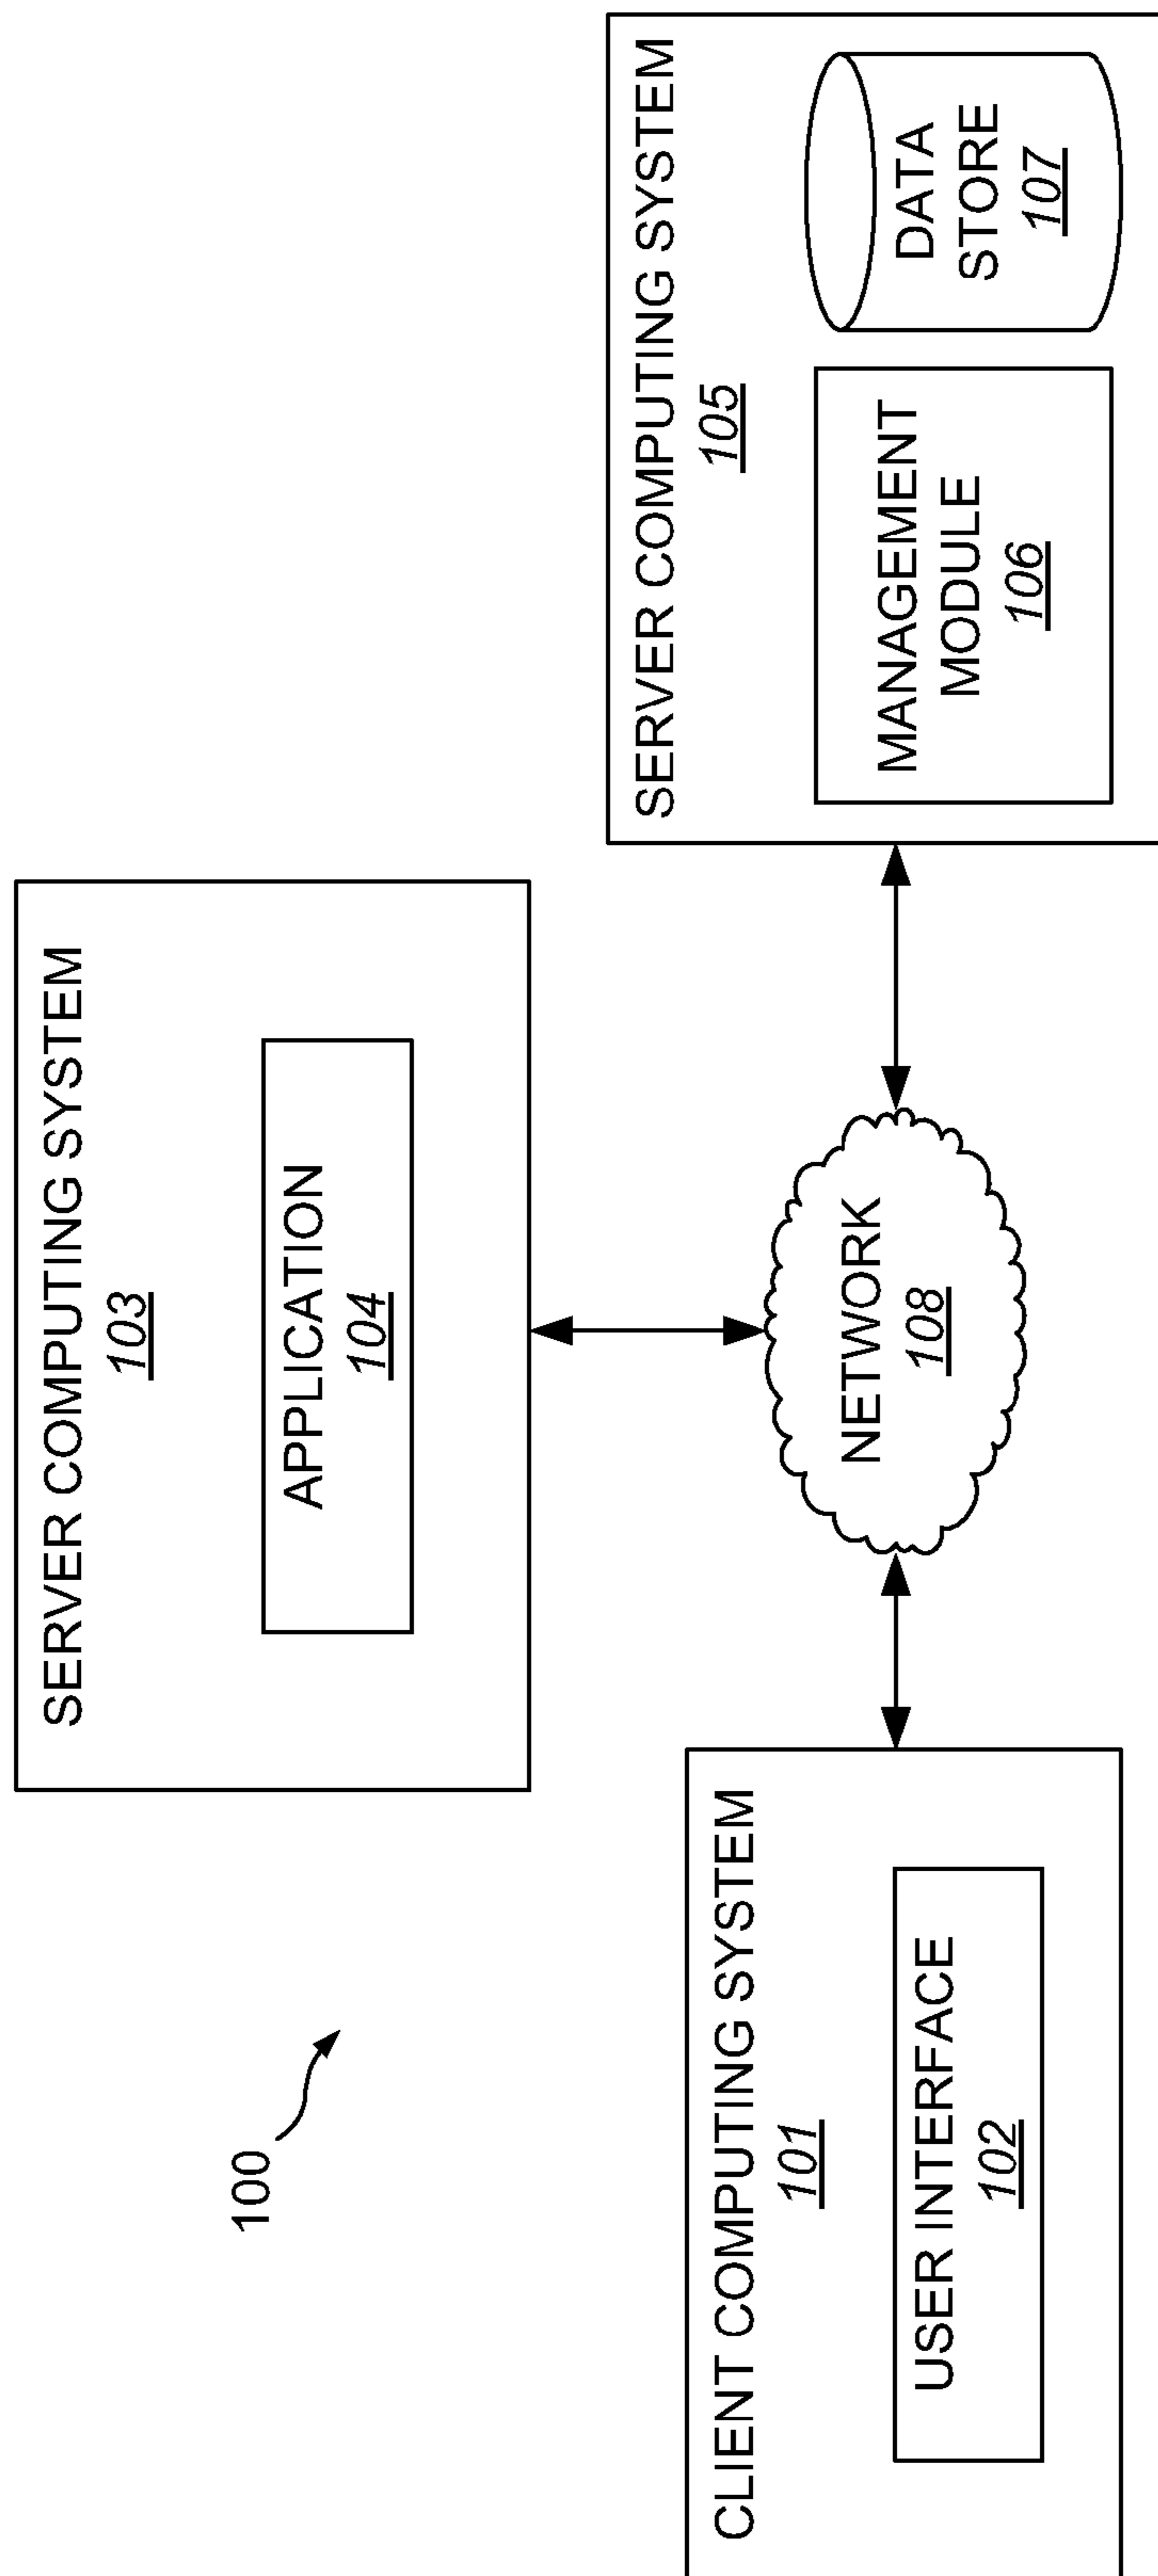 100
SERVER COMPUTING SYSTEM
103
APPLICATION
104
CLIENT COMPUTING SYSTEM
101
USER INTERFACE
102
NETWORK
108
SERVER COMPUTING SYSTEM
105
MANAGEMENT
MODULE
106
DATA
STORE
107